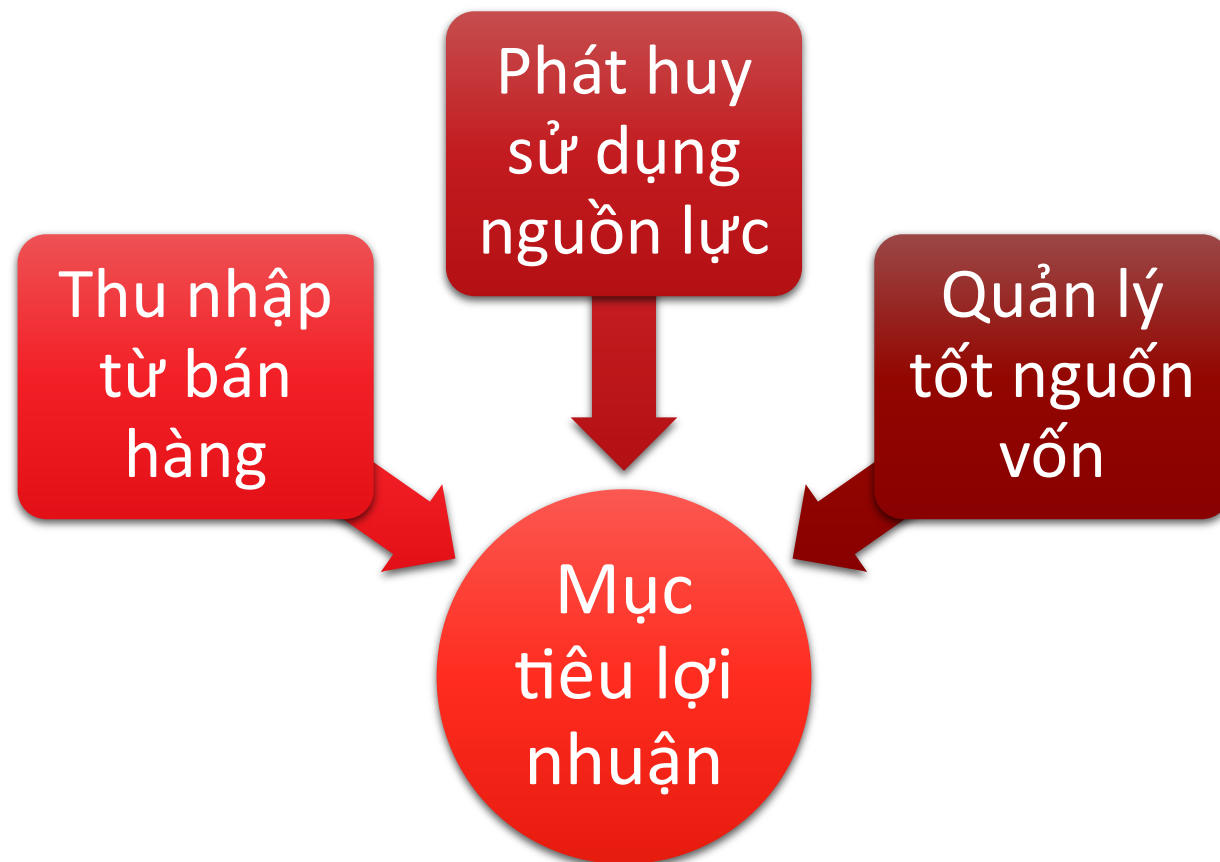 Phát huy
sử dụng
nguồn lực
Thu nhập
từ bán
hàng
Quản lý
tốt nguốn
vốn
Mục
tiêu lợi
nhuận